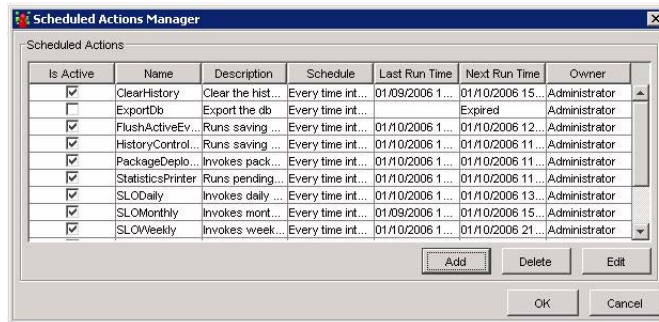 Scheduled Actions Manager
Scheduled Actions
Is Active Name Description Schedule Last Run Time Next Run Time Owner
ClearHistory Clear the hist... Every time int... 01/09/2006 1... 01/10/2006 15... Administrator
ExportDb Export the db Every time int... Expired Administrator
FlushActiveEv... Runs saving ... Every time int... 01/10/2006 1... 01/10/2006 12... Administrator
HistoryControl... Runs saving ... Every time int... 01/10/2006 1... 01/10/2006 11... Administrator
PackageDeplo... Invokes pack... Every time int... 01/10/2006 1... 01/10/2006 11... Administrator
StatisticsPrinter Runs pending... Every time int... 01/10/2006 1... 01/10/2006 11... Administrator
SLODaily Invokes daily ... Every time int... 01/10/2006 1... 01/10/2006 13... Administrator
SLOMonthly Invokes mont... Every time int... 01/09/2006 1... 01/10/2006 15... Administrator
SLOWeekly Invokes week... Every time int... 01/10/2006 1... 01/10/2006 21... Administrator
Add Delete Edit
OK Cancel